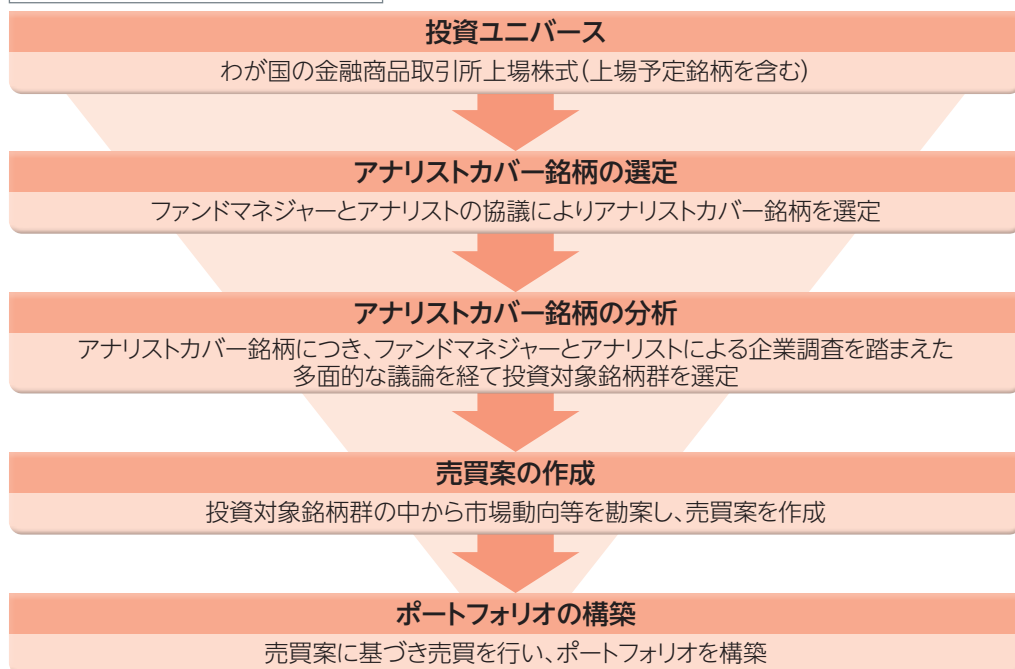 投資ユニバース
わが国の金融商品取引所上場株式(上場予定銘柄を含む)
アナリストカバー銘柄の選定
ファンドマネジャーとアナリストの協議によりアナリストカバー銘柄を選定
アナリストカバー銘柄の分析
アナリストカバー銘柄につき、ファンドマネジャーとアナリストによる企業調査を踏まえた
多面的な議論を経て投資対象銘柄群を選定
売買案の作成
投資対象銘柄群の中から市場動向等を勘案し、売買案を作成
ポートフォリオの構築
売買案に基づき売買を行い、ポートフォリオを構築